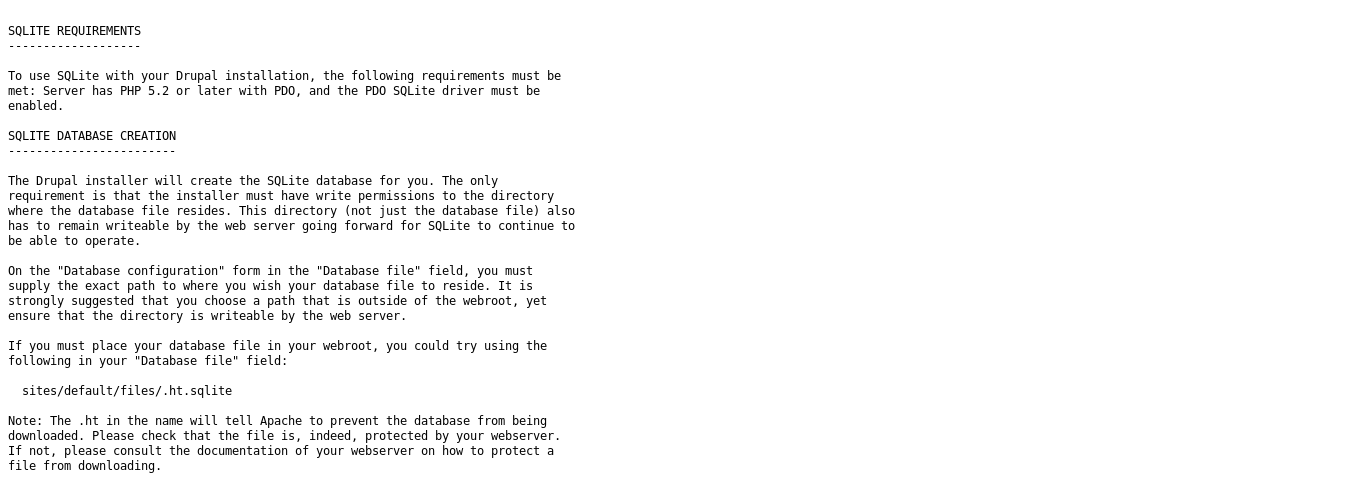 SQLITE REQUIREMENTS
-------------------
To use SQLite with your Drupal installation, the following requirements must be
met: Server has PHP 5.2 or later with PDO, and the PDO SQLite driver must be
enabled.
SQLITE DATABASE CREATION
------------------------
The Drupal installer will create the SQLite database for you. The only
requirement is that the installer must have write permissions to the directory
where the database file resides. This directory (not just the database file) also
has to remain writeable by the web server going forward for SQLite to continue to
be able to operate.
On the "Database configuration" form in the "Database file" field, you must
supply the exact path to where you wish your database file to reside. It is
strongly suggested that you choose a path that is outside of the webroot, yet
ensure that the directory is writeable by the web server.
If you must place your database file in your webroot, you could try using the
following in your "Database file" field:
sites/default/files/.ht.sqlite
Note: The .ht in the name will tell Apache to prevent the database from being
downloaded. Please check that the file is, indeed, protected by your webserver.
If not, please consult the documentation of your webserver on how to protect a
file from downloading.